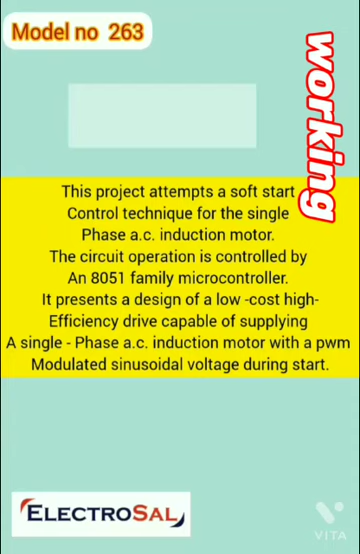 Model no 263
working
This project attempts a soft start
Control technique for the single
Phase a.c. induction motor.
The circuit operation is controlled by
An 8051 family microcontroller.
It presents a design of a low -cost high-
Efficiency drive capable of supplying
A single - Phase a.c. induction motor with a pwm
Modulated sinusoidal voltage during start.
ELECTROSAL
VITA